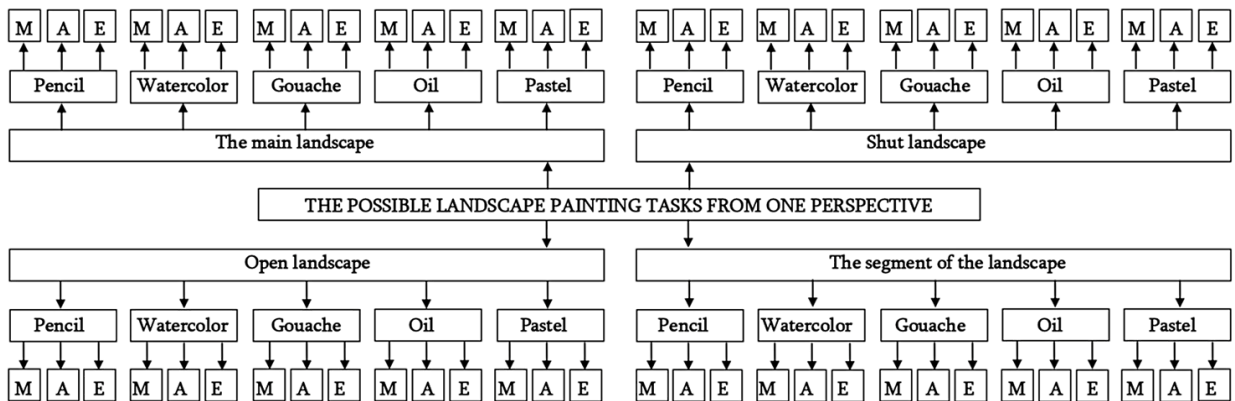 M A E M A E M A E M A E M A E M A E M A E M A E M A E M A E
Pencil Watercolor Gouache Oil Pastel Pencil Watercolor Gouache Oil Pastel
The main landscape Shut landscape
THE POSSIBLE LANDSCAPE PAINTING TASKS FROM ONE PERSPECTIVE
Open landscape The segment of the landscape
Pencil Watercolor Gouache Oil Pastel Pencil Watercolor Gouache Oil Pastel
M A E M A E M A E M A E M A E M A E M A E M A E M A E M A E